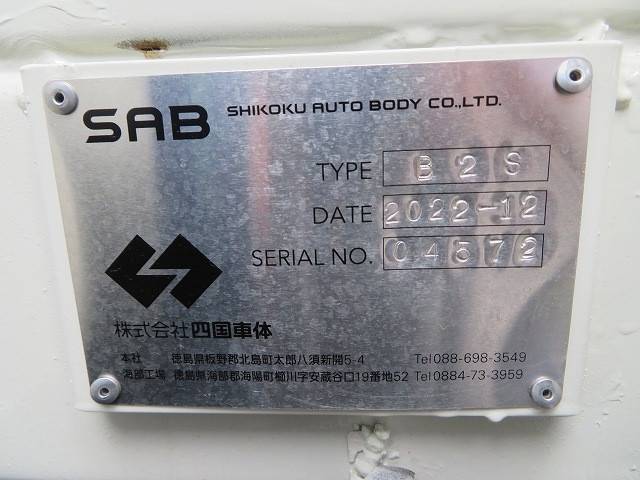 SAB SHIKOKU AUTO BODY CO.,LTD.
TYPE B2S
DATE 2022-12
SERIAL NO. 04572
株式会社四国車体
本社 徳島県板野郡北島町太郎八須新開5-4 Tel088-698-3549
海部工場 徳島県海部郡海陽町櫛川字安蔵谷口19番地52 Tel0884-73-3959